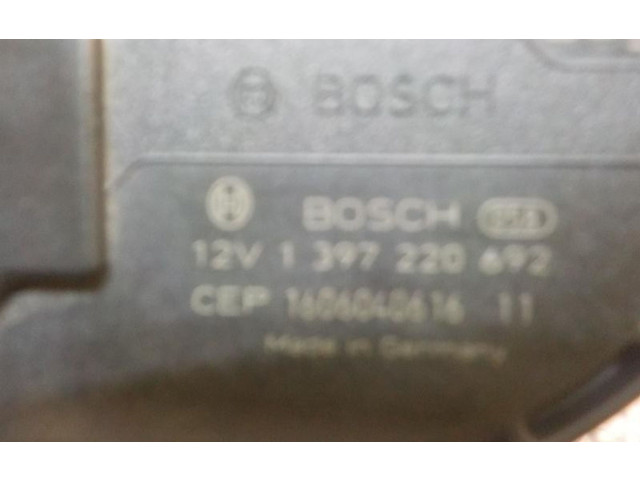 BOSCH
BOSCH
12V 1 397 220 692
CEP 1606040616 11
Made in Germany